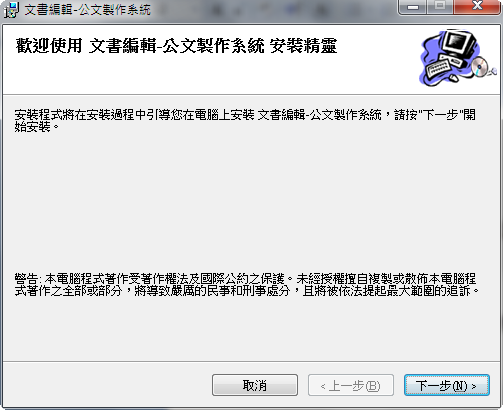 文書編輯-公文製作系統
歡迎使用 文書編輯-公文製作系統 安裝精靈
安裝程式將在安裝過程中引導您在電腦上安裝 文書編輯-公文製作系統，請按"下一步"開
始安裝。
警告: 本電腦程式著作受著作權法及國際公約之保護。未經授權擅自複製或散佈本電腦程
式著作之全部或部分，將導致嚴厲的民事和刑事處分，且將被依法提起最大範圍的追訴。
取消
< 上一步(B)
下一步(N) >